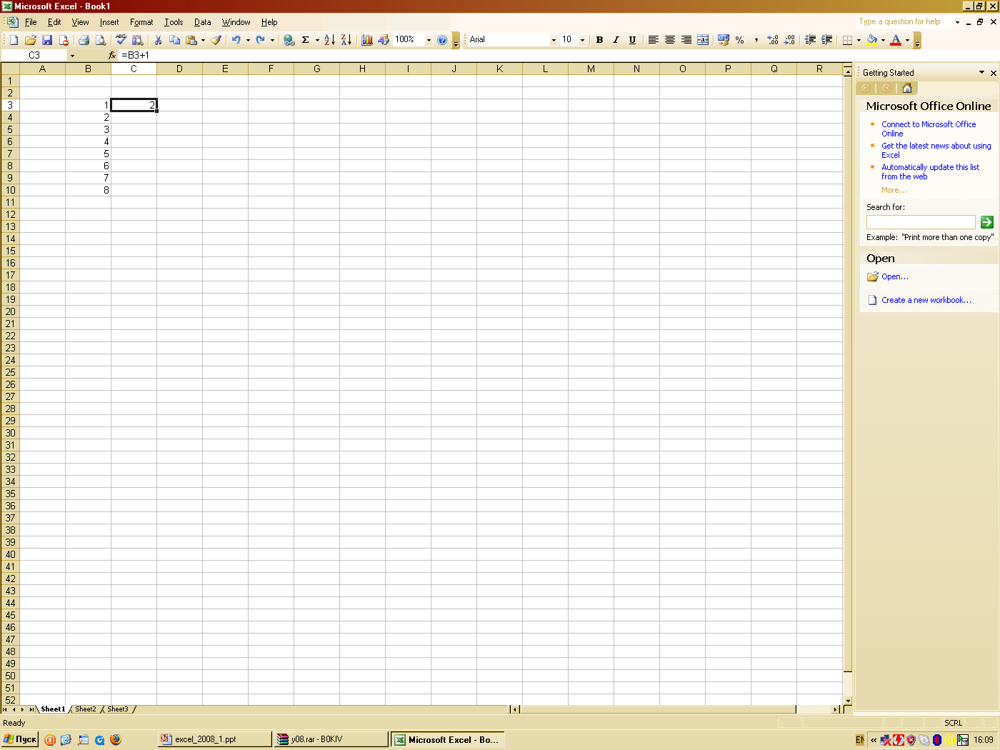 Microsoft Excel - Book1
File Edit View Insert Format Tools Data Window Help
Type a question for help
100%
Arial
10
B I U
C3
fx =B3+1
A B C D E F G H I J K L M N O P Q R
1
2
3 1 2
4 2
5 3
6 4
7 5
8 6
9 7
10 8
11
12
13
14
15
16
17
18
19
20
21
22
23
24
25
26
27
28
29
30
31
32
33
34
35
36
37
38
39
40
41
42
43
44
45
46
47
48
49
50
51
52
Getting Started
Microsoft Office Online
Connect to Microsoft Office
Online
Get the latest news about using
Excel
Automatically update this list
from the web
More...
Search for:
Example: "Print more than one copy"
Open
Open...
Create a new workbook...
Sheet1 Sheet2 Sheet3
Ready
SCRL
Пуск
excel_2008_1.ppt
y08.rar - B0KIV
Microsoft Excel - Bo...
EN
16:09